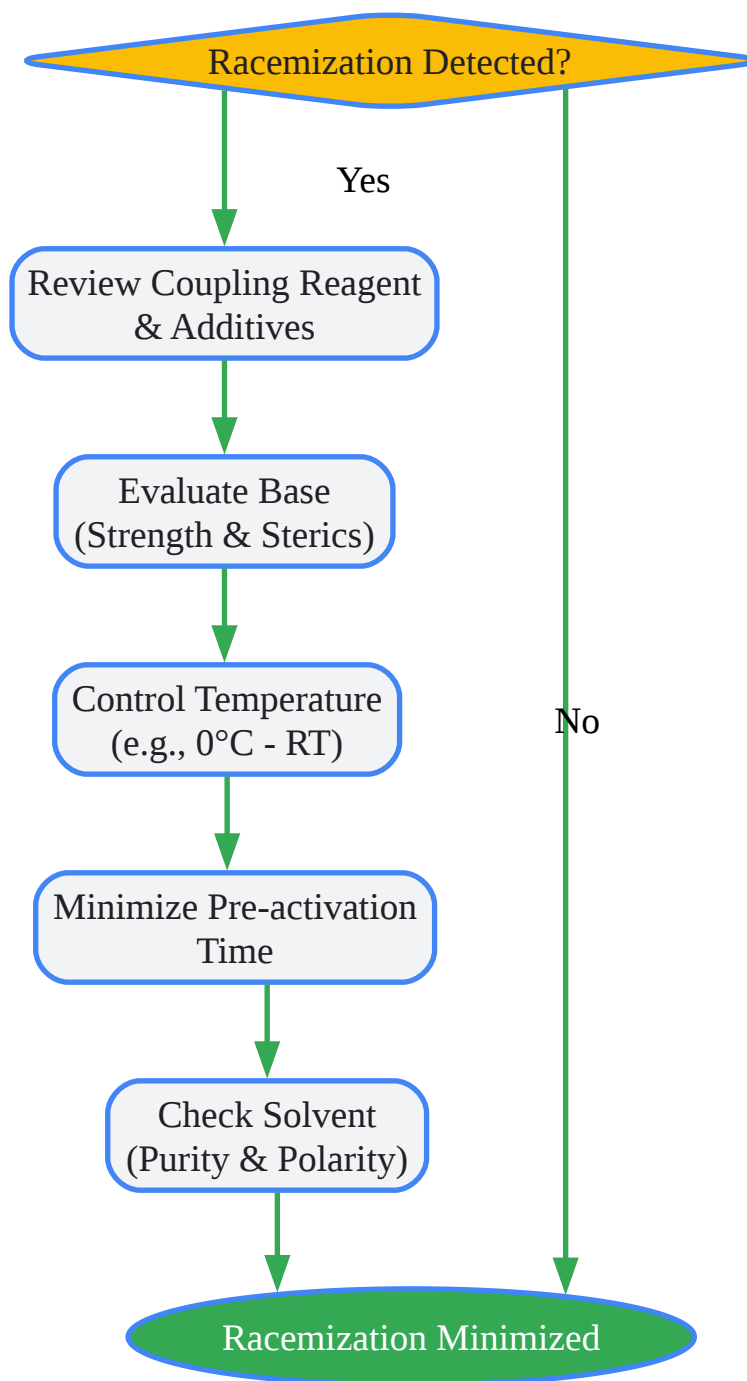 Racemization Detected?
Yes
Review Coupling Reagent
& Additives
Evaluate Base
(Strength & Sterics)
Control Temperature
(e.g., 0°C - RT)
No
Minimize Pre-activation
Time
Check Solvent
(Purity & Polarity)
Racemization Minimized